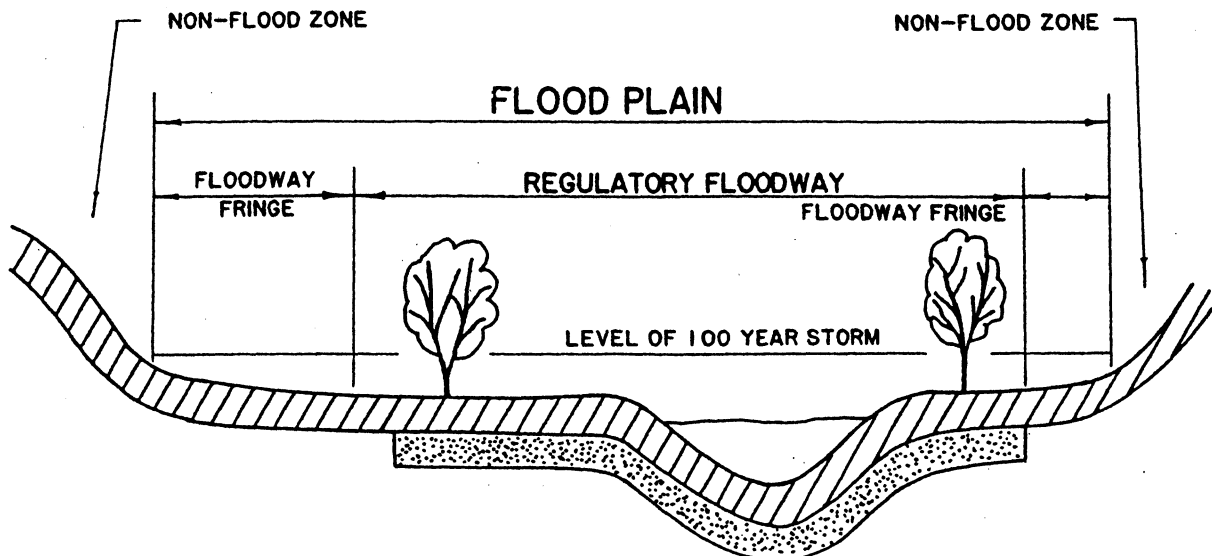 NON-FLOOD ZONE
NON-FLOOD ZONE
FLOOD PLAIN
FLOODWAY
FRINGE
REGULATORY FLOODWAY
FLOODWAY FRINGE
LEVEL OF 100 YEAR STORM